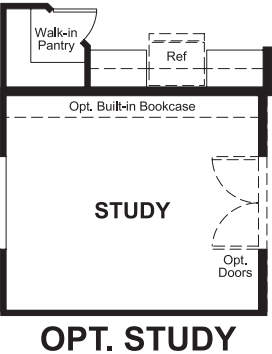 Walk-in
Pantry
Ref
Opt. Built-in Bookcase
STUDY
Opt.
Doors
OPT. STUDY